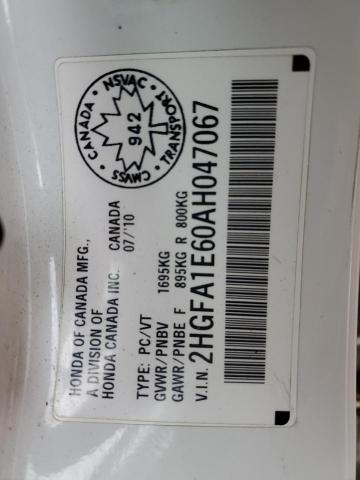 HONDA OF CANADA MFG.,
A DIVISION OF
HONDA CANADA INC. CANADA
07/'10
TYPE: PC/VT
GVWR/PNBV 1695KG
GAWR/PNBE F 895KG R 800KG
V.I.N. 2HGFA1E60AH047067
CANADA · NSVAC · TRANSPORT · CMVSS ·
942